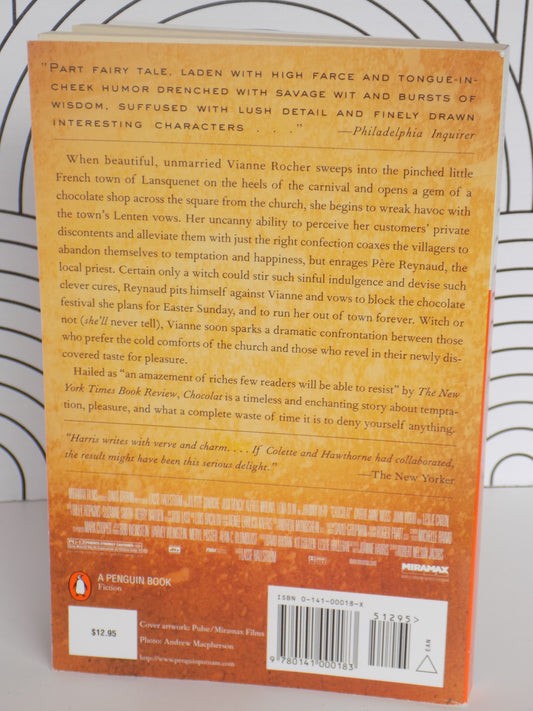 "PART FAIRY TALE, LADEN WITH HIGH FARCE AND TONGUE-IN-
CHEEK HUMOR DRENCHED WITH SAVAGE WIT AND BURSTS OF
WISDOM, SUFFUSED WITH LUSH DETAIL AND FINELY DRAWN
INTERESTING CHARACTERS . . ." —Philadelphia Inquirer
When beautiful, unmarried Vianne Rocher sweeps into the pinched little
French town of Lansquenet on the heels of the carnival and opens a gem of a
chocolate shop across the square from the church, she begins to wreak havoc with
the town's Lenten vows. Her uncanny ability to perceive her customers' private
discontents and alleviate them with just the right confection coaxes the villagers to
abandon themselves to temptation and happiness, but enrages Père Reynaud, the
local priest. Certain only a witch could stir such sinful indulgence and devise such
clever cures, Reynaud pits himself against Vianne and vows to block the chocolate
festival she plans for Easter Sunday, and to run her out of town forever. Witch or
not (she'll never tell), Vianne soon sparks a dramatic confrontation between those
who prefer the cold comforts of the church and those who revel in their newly dis-
covered taste for pleasure.
Hailed as "an amazement of riches few readers will be able to resist" by The New
York Times Book Review, Chocolat is a timeless and enchanting story about tempta-
tion, pleasure, and what a complete waste of time it is to deny yourself anything.
"Harris writes with verve and charm. . . . If Colette and Hawthorne had collaborated,
the result might have been this serious delight."
—The New Yorker
MIRAMAX
A PENGUIN BOOK
Fiction
$12.95
Cover artwork: Pulse/Miramax Films
Photo: Andrew Macpherson
http://www.penguinputnam.com
ISBN 0-141-00018-X
51295>
EAN
9 780141 000183